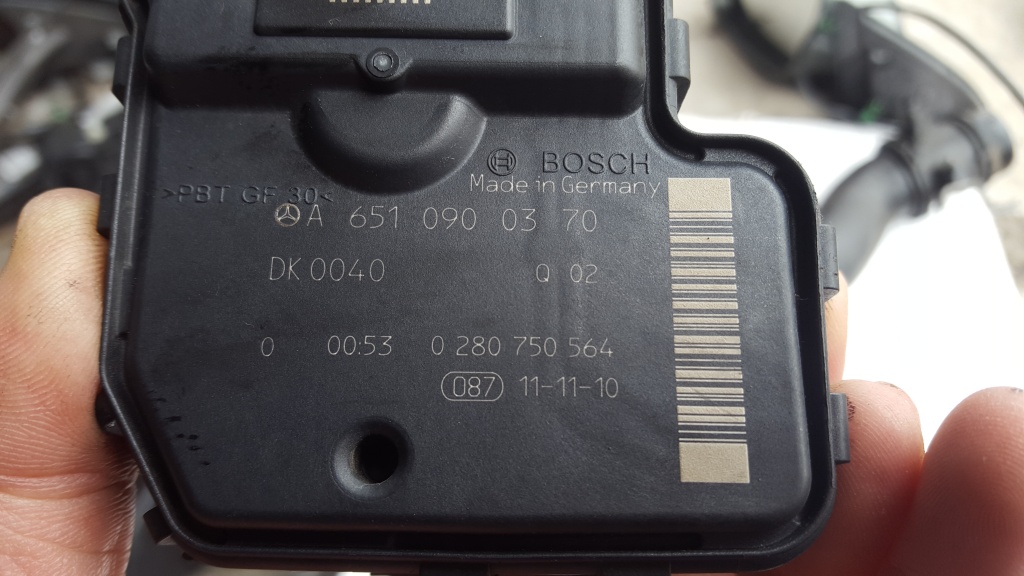 BOSCH
Made in Germany
>PBT GF 30<
A 651 090 03 70
DK 0040 Q 02
0 00:53 0 280 750 564
087 11-11-10